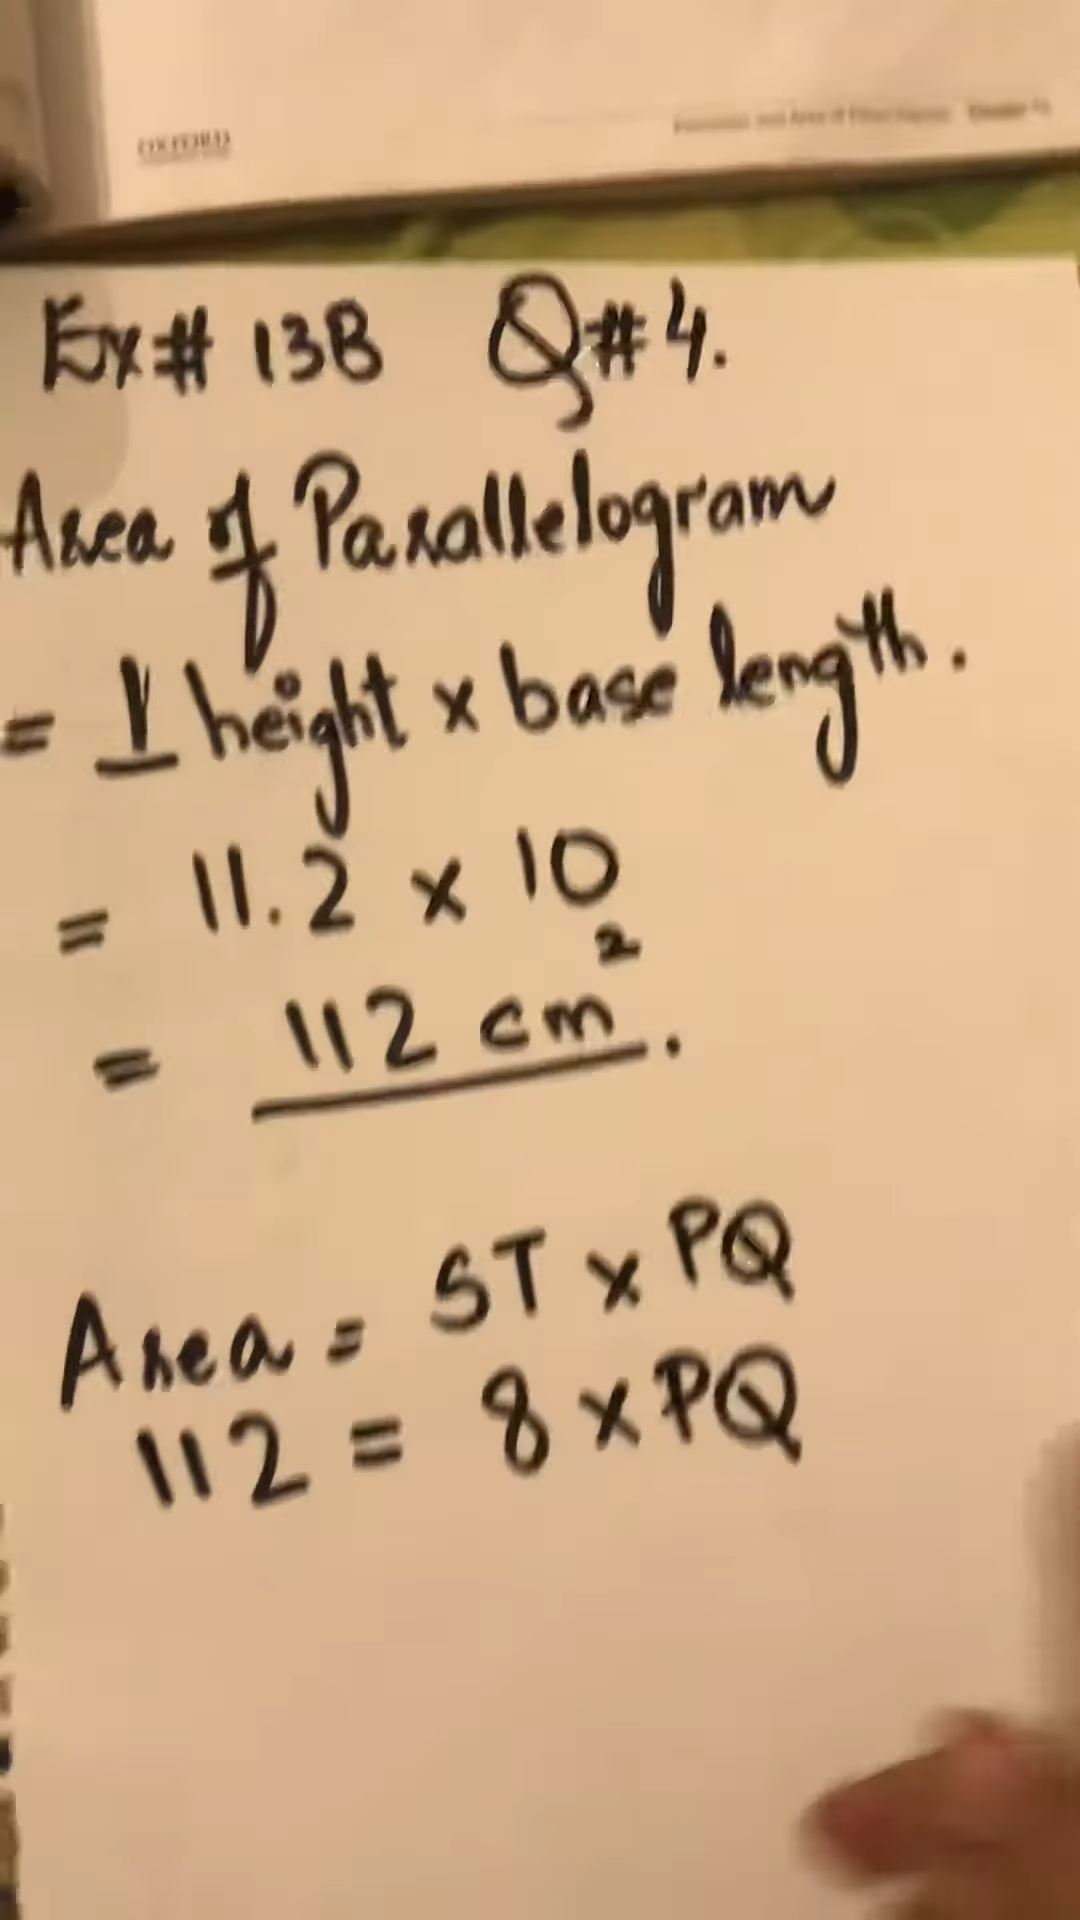 OXFORD
Ex# 13B Q#4.
Area of Parallelogram
= ⊥ height x base length.
= 11.2 x 10
= 112 cm².
Area = ST x PQ
112 = 8 x PQ